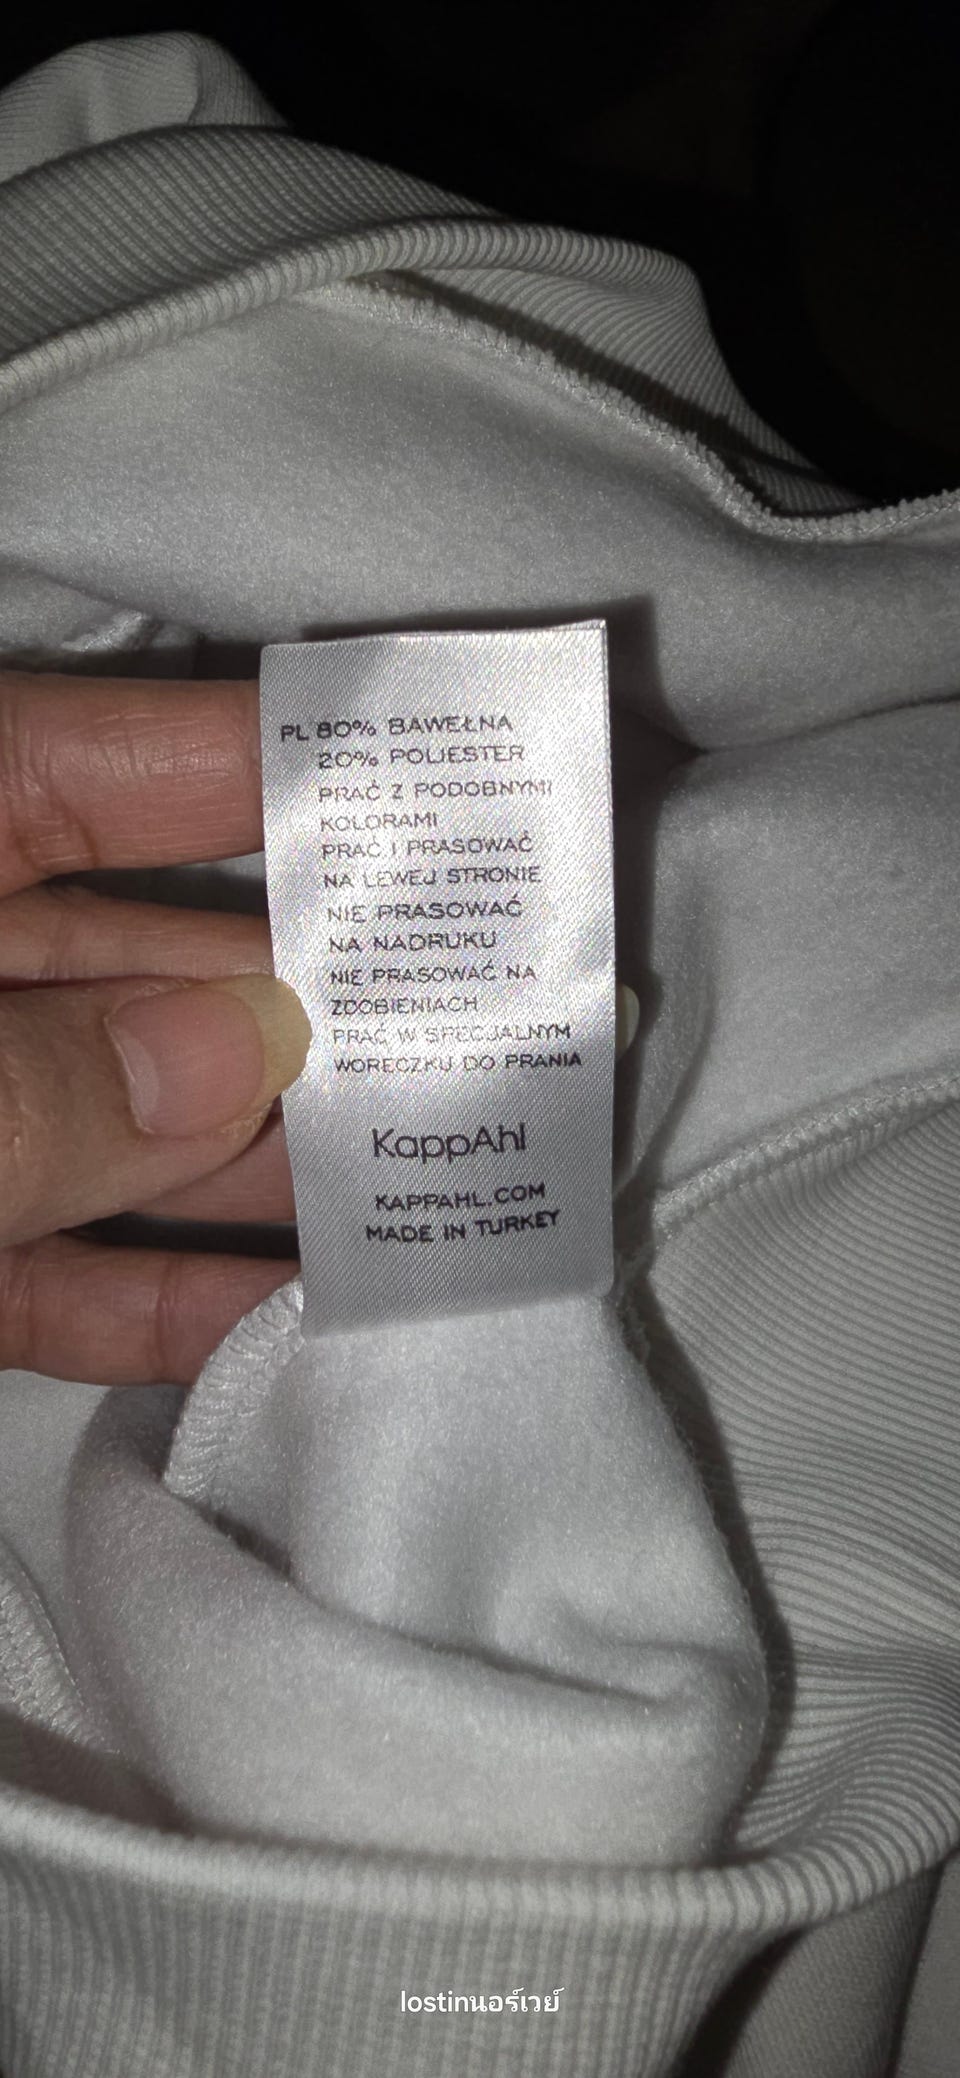 PL 80% BAWEŁNA
20% POLIESTER
PRAĆ Z PODOBNYMI
KOLORAMI
PRAĆ I PRASOWAĆ
NA LEWEJ STRONIE
NIE PRASOWAĆ
NA NADRUKU
NIE PRASOWAĆ NA
ZDOBIENIACH
PRAĆ W SPECJALNYM
WORECZKU DO PRANIA
KappAhl
KAPPAHL.COM
MADE IN TURKEY
lostinนอร์เวย์